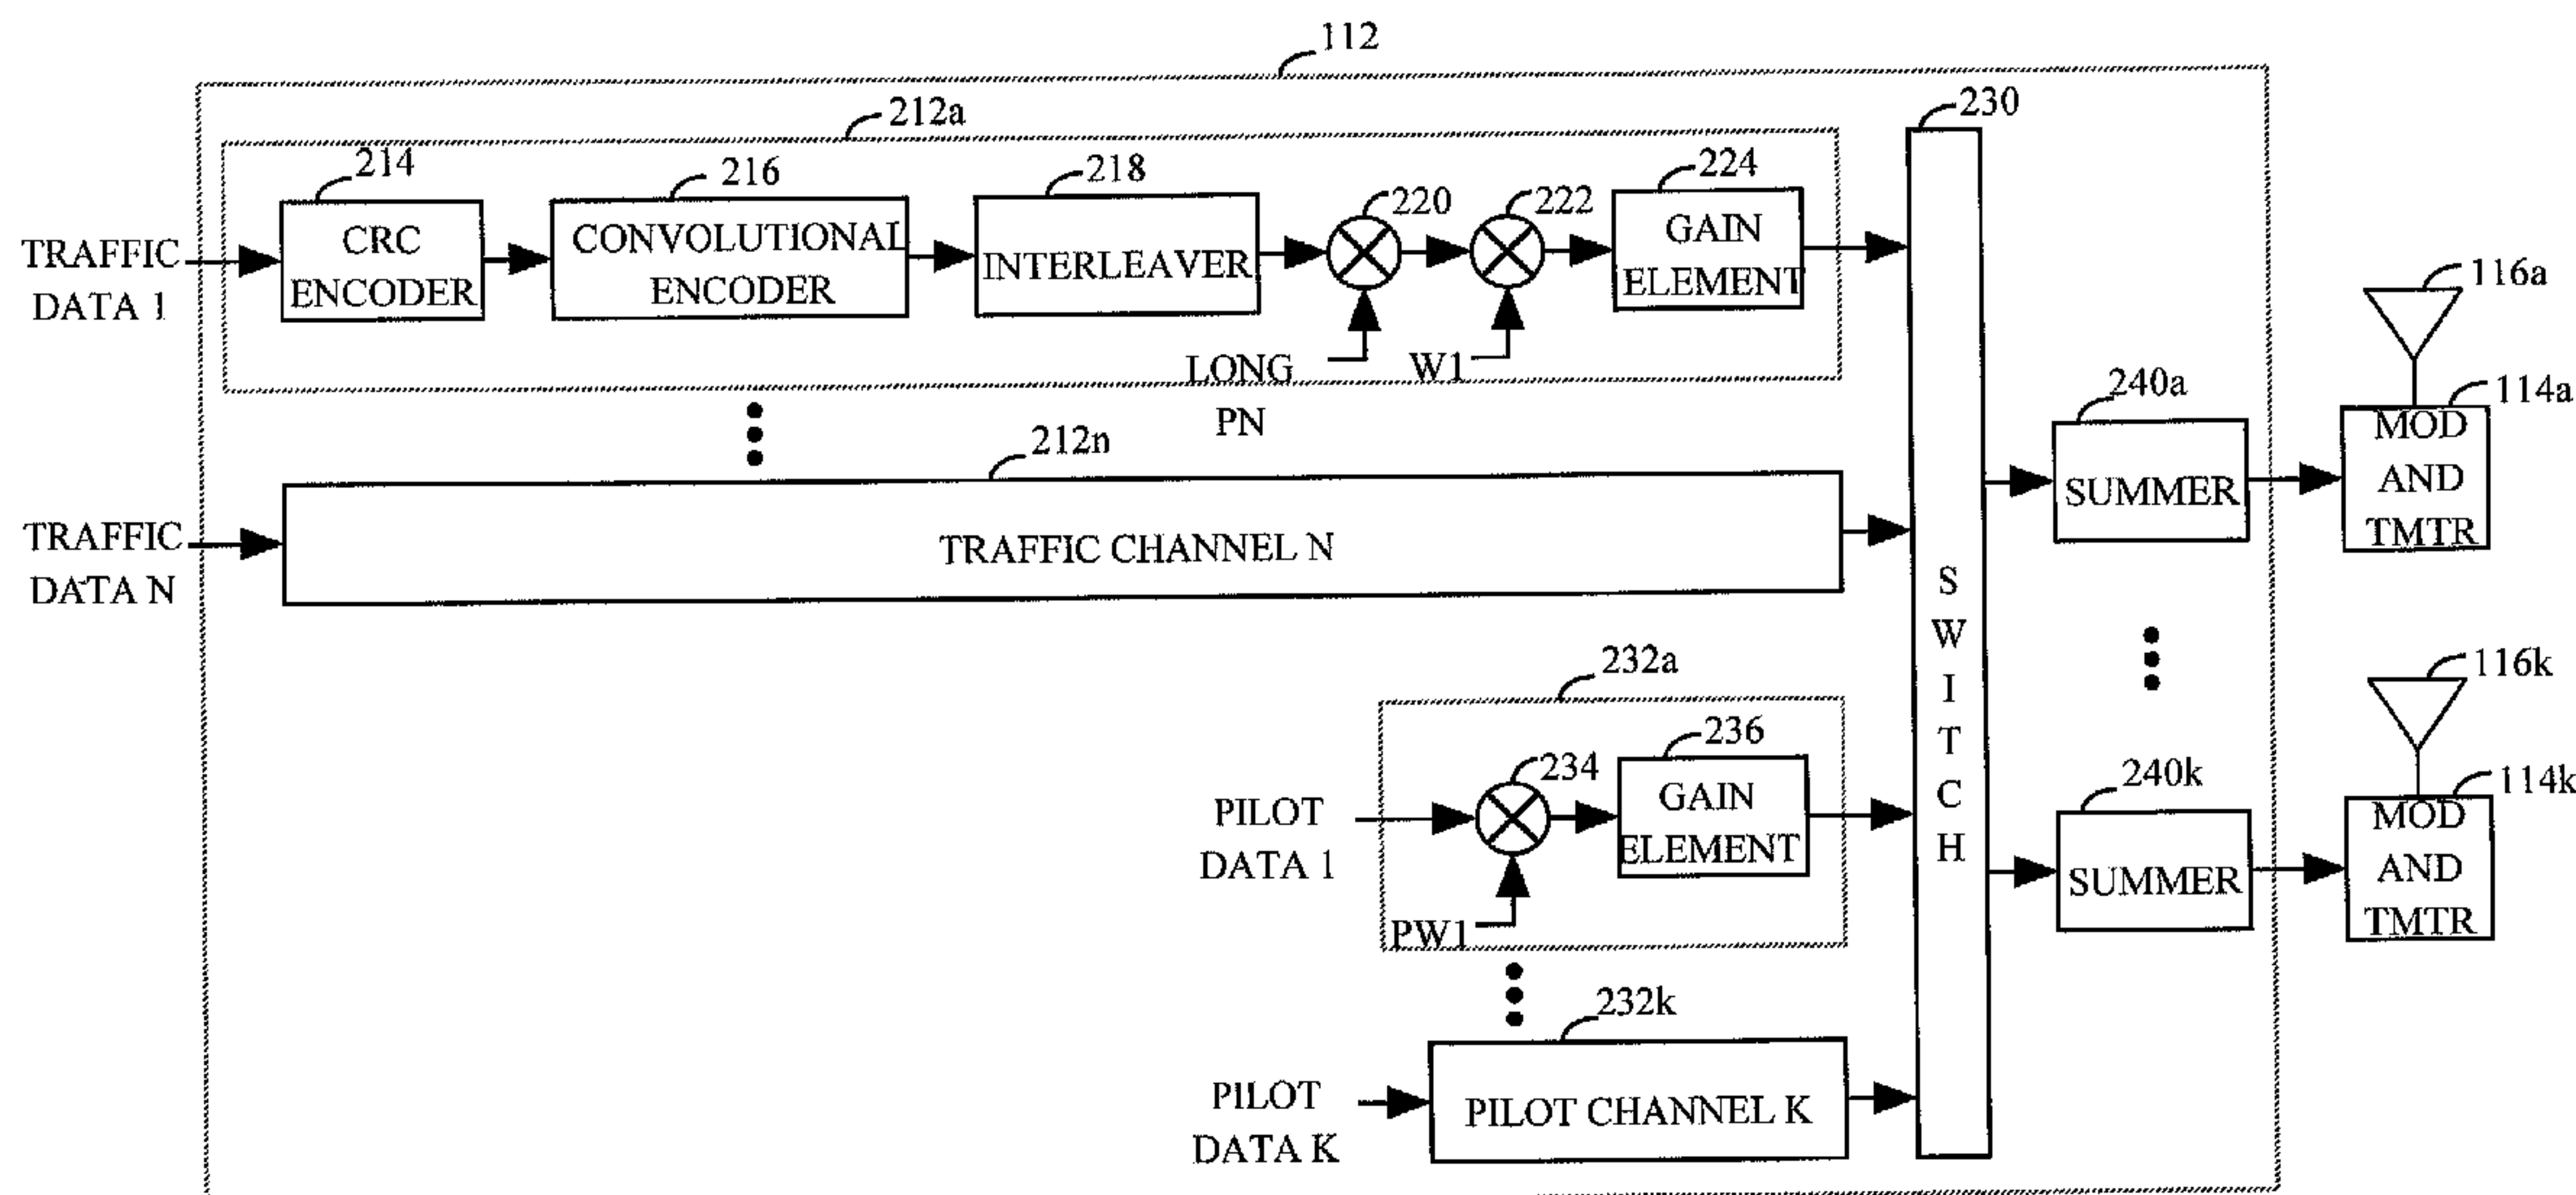 112
212a
230
214
216
218
220
222
224
TRAFFIC
DATA 1
CRC
ENCODER
CONVOLUTIONAL
ENCODER
INTERLEAVER
GAIN
ELEMENT
LONG
PN
W1
116a
240a
114a
SUMMER
MOD
AND
TMTR
212n
TRAFFIC
DATA N
TRAFFIC CHANNEL N
S
W
I
T
C
H
232a
234
236
PILOT
DATA 1
GAIN
ELEMENT
PW1
116k
240k
114k
SUMMER
MOD
AND
TMTR
232k
PILOT
DATA K
PILOT CHANNEL K